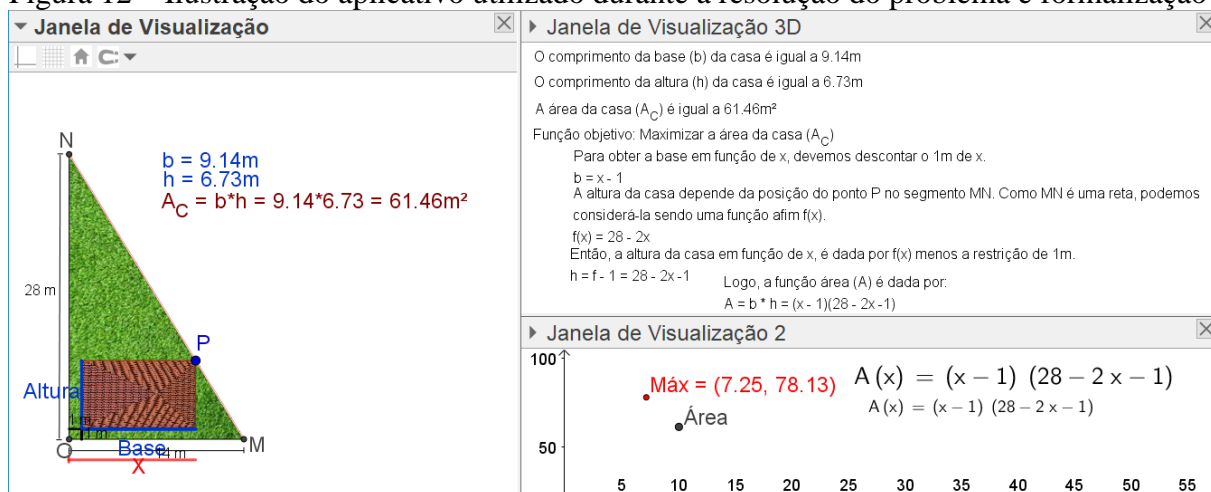 Figura 12 – Ilustração do aplicativo utilizado durante a resolução do problema e formalização
Janela de Visualização
N
b = 9.14m
h = 6.73m
A_C = b*h = 9.14*6.73 = 61.46m²
28 m
P
Altura
1 m
1 m
O
Base
14 m
M
X
Janela de Visualização 3D
O comprimento da base (b) da casa é igual a 9.14m
O comprimento da altura (h) da casa é igual a 6.73m
A área da casa (A_C) é igual a 61.46m²
Função objetivo: Maximizar a área da casa (A_C)
Para obter a base em função de x, devemos descontar o 1m de x.
b = x - 1
A altura da casa depende da posição do ponto P no segmento MN. Como MN é uma reta, podemos
considerá-la sendo uma função afim f(x).
f(x) = 28 - 2x
Então, a altura da casa em função de x, é dada por f(x) menos a restrição de 1m.
h = f - 1 = 28 - 2x -1
Logo, a função área (A) é dada por:
A = b * h = (x - 1)(28 - 2x -1)
Janela de Visualização 2
100
Máx = (7.25, 78.13)
A (x) = (x – 1) (28 – 2 x – 1)
A (x) = (x – 1) (28 – 2 x – 1)
Área
50
5 10 15 20 25 30 35 40 45 50 55